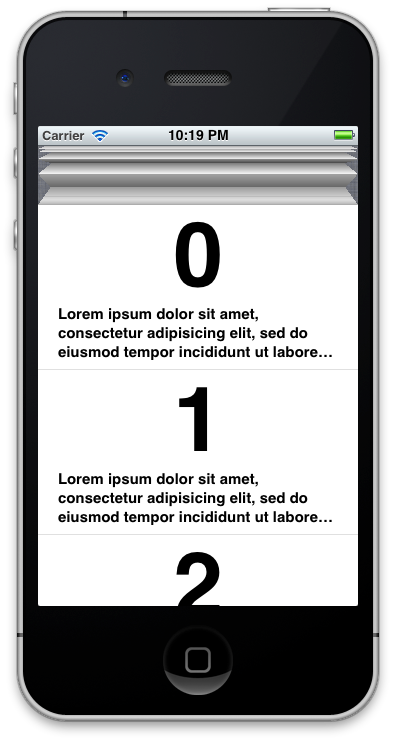 Carrier 10:19 PM
0
Lorem ipsum dolor sit amet,
consectetur adipisicing elit, sed do
eiusmod tempor incididunt ut labore…
1
Lorem ipsum dolor sit amet,
consectetur adipisicing elit, sed do
eiusmod tempor incididunt ut labore…
2